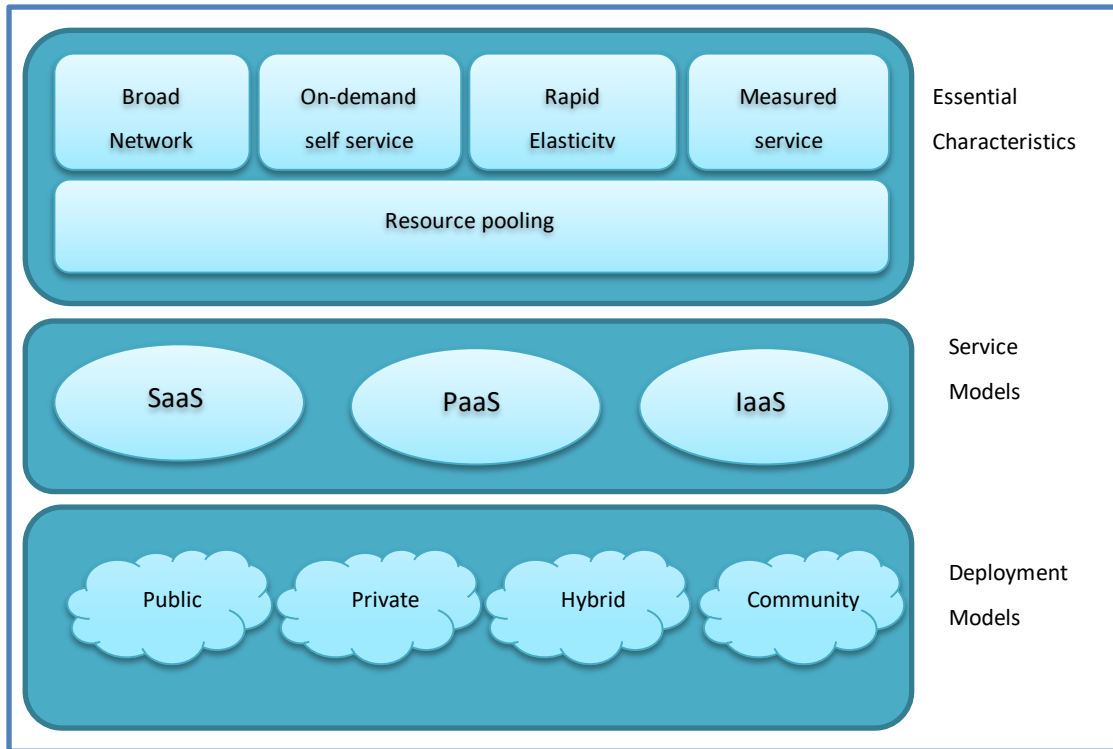 Broad
Network
On-demand
self service
Rapid
Elasticity
Measured
service
Essential
Characteristics
Resource pooling
Service
Models
SaaS
PaaS
IaaS
Deployment
Models
Public
Private
Hybrid
Community